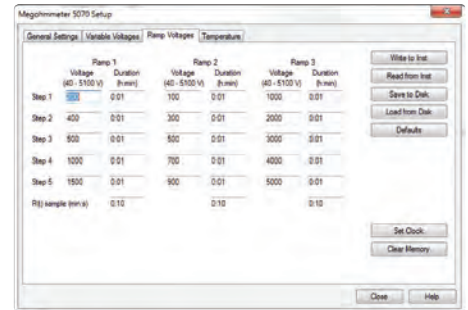 Megohmmeter 5070 Setup
General Settings Variable Voltages Ramp Voltages Temperature
Ramp 1 Ramp 2 Ramp 3
Voltage Duration Voltage Duration Voltage Duration
(40 - 5100 V) (h:min) (40 - 5100 V) (h:min) (40 - 5100 V) (h:min)
Step 1 0:01 100 0:01 1000 0:01
Step 2 400 0:01 300 0:01 2000 0:01
Step 3 500 0:01 500 0:01 3000 0:01
Step 4 1000 0:01 700 0:01 4000 0:01
Step 5 1500 0:01 900 0:01 5000 0:01
R(t) sample (min:s) 0:10 0:10 0:10
Write to Inst
Read from Inst
Save to Disk
Load from Disk
Defaults
Set Clock
Clear Memory
Close Help